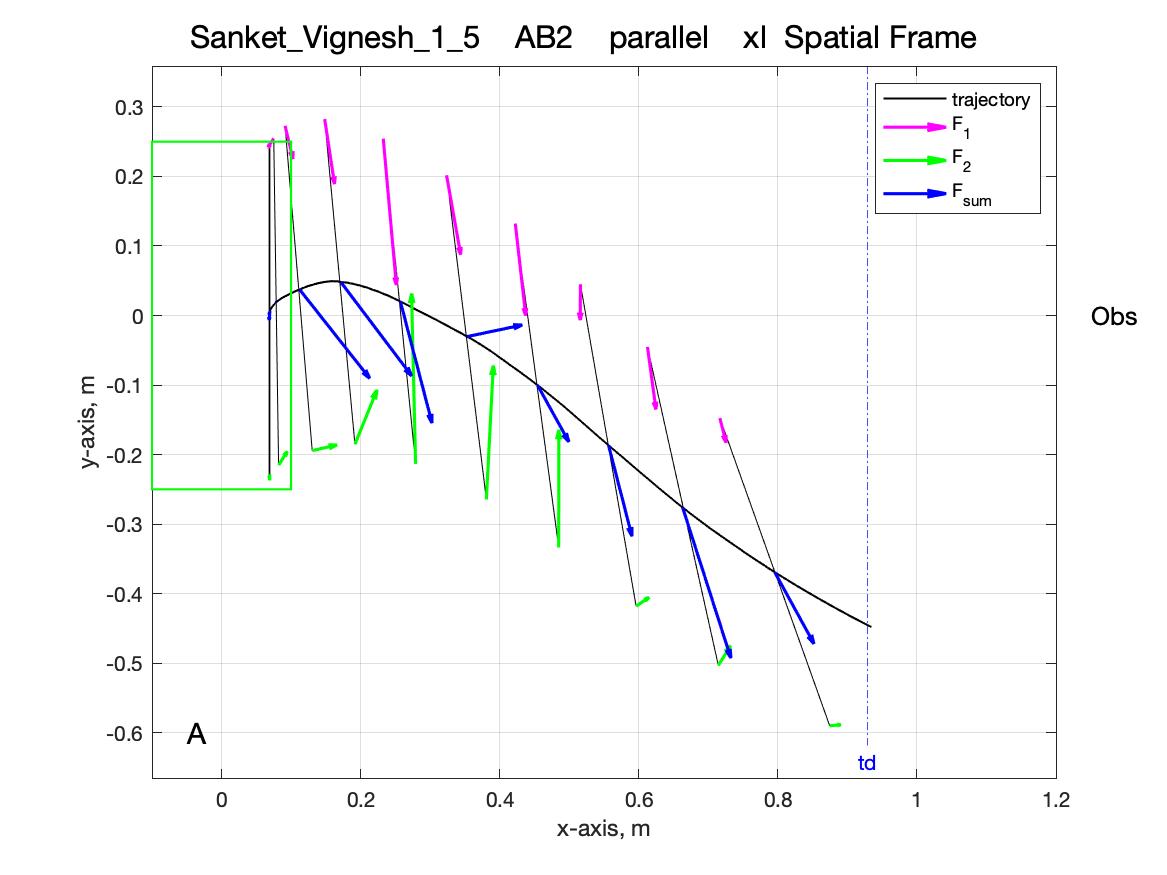 Sanket_Vignesh_1_5 AB2 parallel xl Spatial Frame
trajectory
F1
F2
Fsum
0.3
0.2
0.1
0
-0.1
-0.2
-0.3
-0.4
-0.5
-0.6
y-axis, m
Obs
A
td
0 0.2 0.4 0.6 0.8 1 1.2
x-axis, m